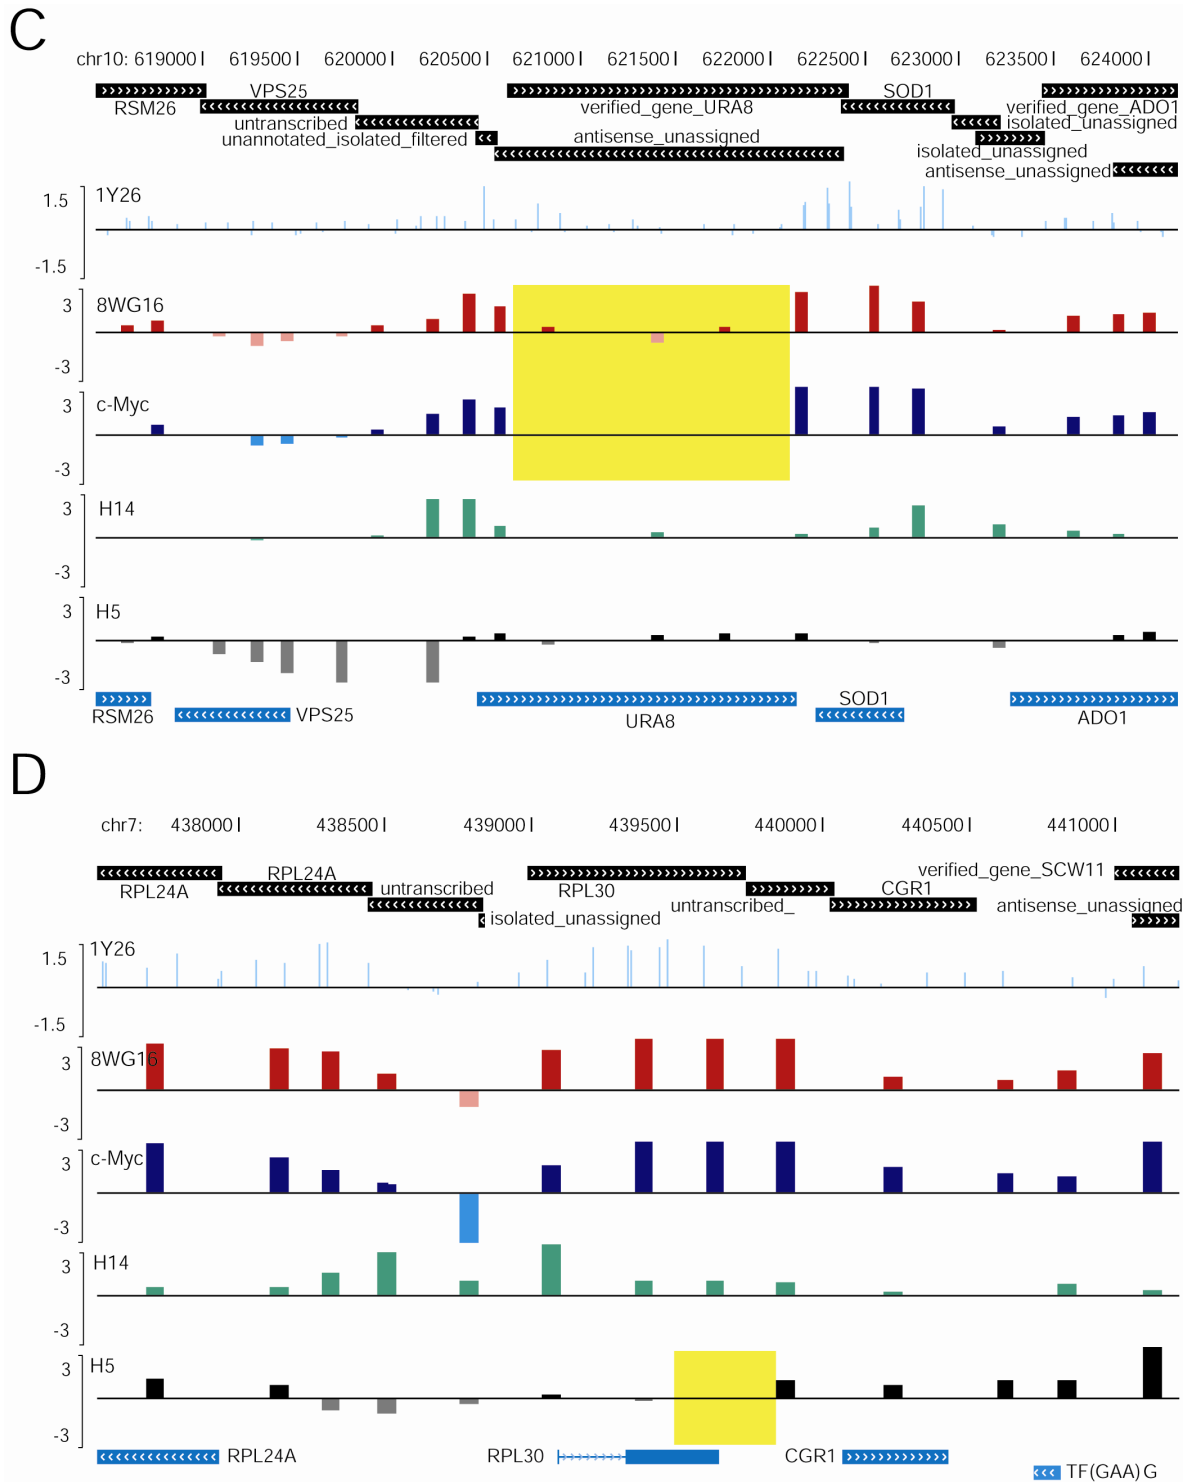 C
chr10: 619000 619500 620000 620500 621000 621500 622000 622500 623000 623500 624000
RSM26 VPS25 verified_gene_URA8 SOD1 verified_gene_ADO1
untranscribed isolated_unassigned
unannotated_isolated_filtered antisense_unassigned isolated_unassigned
antisense_unassigned
1Y26
1.5
-1.5
8WG16
3
-3
c-Myc
3
-3
H14
3
-3
H5
3
-3
RSM26 VPS25 URA8 SOD1 ADO1
D
chr7: 438000 438500 439000 439500 440000 440500 441000
RPL24A RPL24A RPL30 CGR1 verified_gene_SCW11
untranscribed untranscribed_ antisense_unassigned
isolated_unassigned
1Y26
1.5
-1.5
8WG16
3
-3
c-Myc
3
-3
H14
3
-3
H5
3
-3
RPL24A RPL30 CGR1
TF(GAA)G